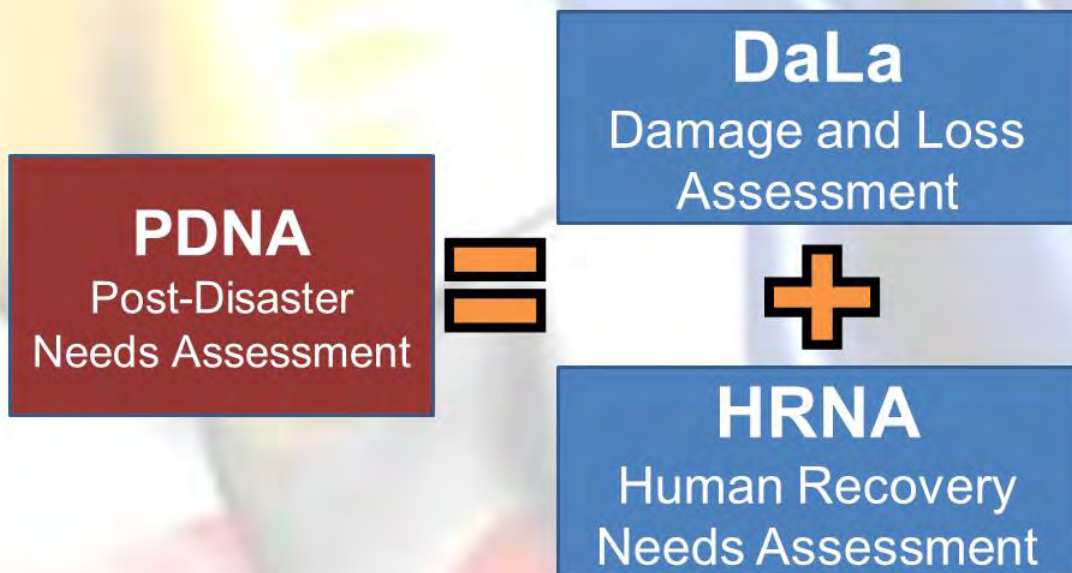 PDNA
Post-Disaster
Needs Assessment
DaLa
Damage and Loss
Assessment
HRNA
Human Recovery
Needs Assessment